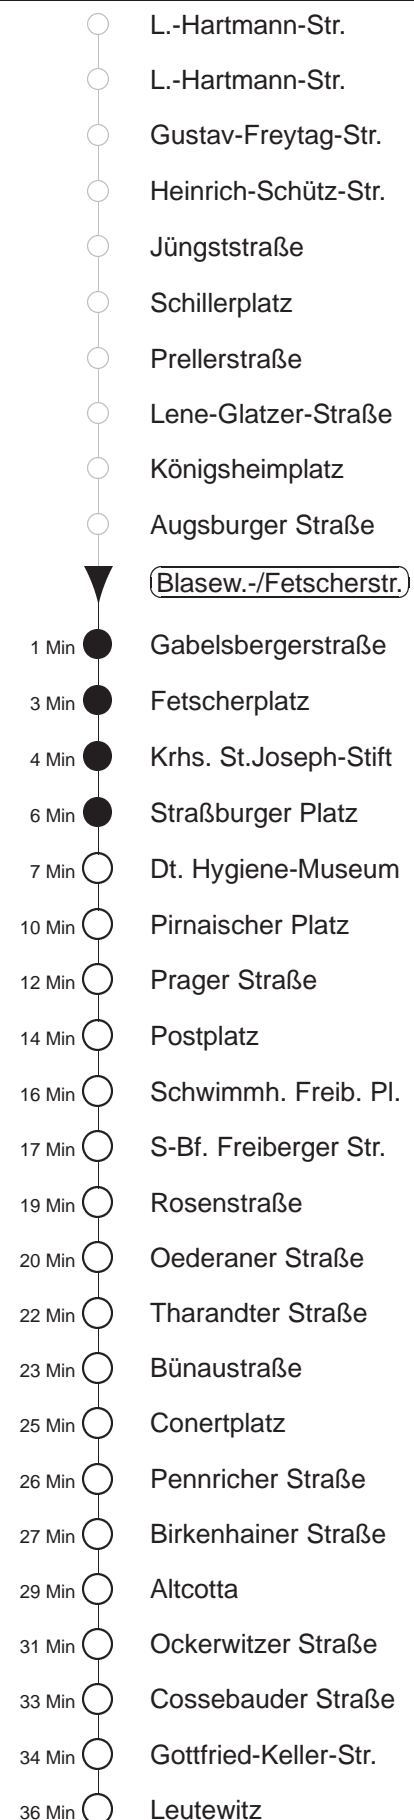 L.-Hartmann-Str.
L.-Hartmann-Str.
Gustav-Freytag-Str.
Heinrich-Schütz-Str.
Jüngststraße
Schillerplatz
Prellerstraße
Lene-Glatzer-Straße
Königsheimplatz
Augsburger Straße
Blasew.-/Fetscherstr.
1 Min Gabelsbergerstraße
3 Min Fetscherplatz
4 Min Krhs. St.Joseph-Stift
6 Min Straßburger Platz
7 Min Dt. Hygiene-Museum
10 Min Pirnaischer Platz
12 Min Prager Straße
14 Min Postplatz
16 Min Schwimmh. Freib. Pl.
17 Min S-Bf. Freiberger Str.
19 Min Rosenstraße
20 Min Oederaner Straße
22 Min Tharandter Straße
23 Min Bünaustraße
25 Min Conertplatz
26 Min Pennricher Straße
27 Min Birkenhainer Straße
29 Min Altcotta
31 Min Ockerwitzer Straße
33 Min Cossebauder Straße
34 Min Gottfried-Keller-Str.
36 Min Leutewitz